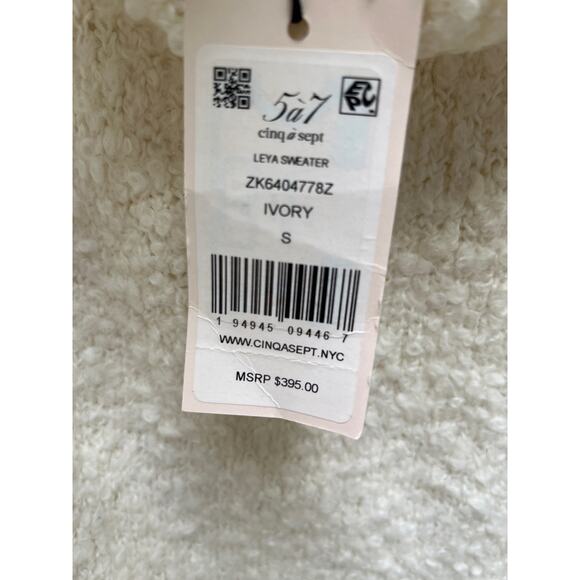 5à7
cinq à sept
LEYA SWEATER
ZK6404778Z
IVORY
S
1 94945 09446 7
WWW.CINQASEPT.NYC
MSRP $395.00